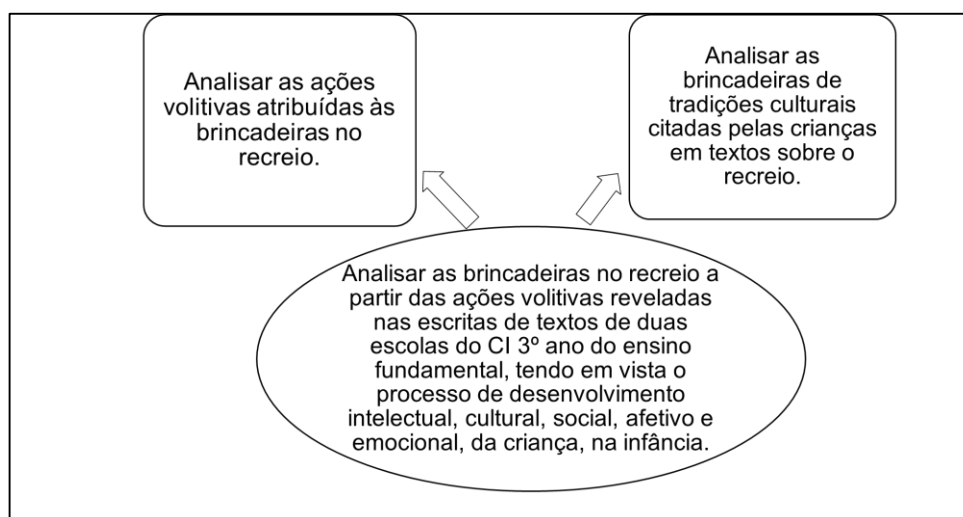 Analisar as ações
volitivas atribuídas às
brincadeiras no
recreio.
Analisar as
brincadeiras de
tradições culturais
citadas pelas crianças
em textos sobre o
recreio.
Analisar as brincadeiras no recreio a
partir das ações volitivas reveladas
nas escritas de textos de duas
escolas do CI 3º ano do ensino
fundamental, tendo em vista o
processo de desenvolvimento
intelectual, cultural, social, afetivo e
emocional, da criança, na infância.